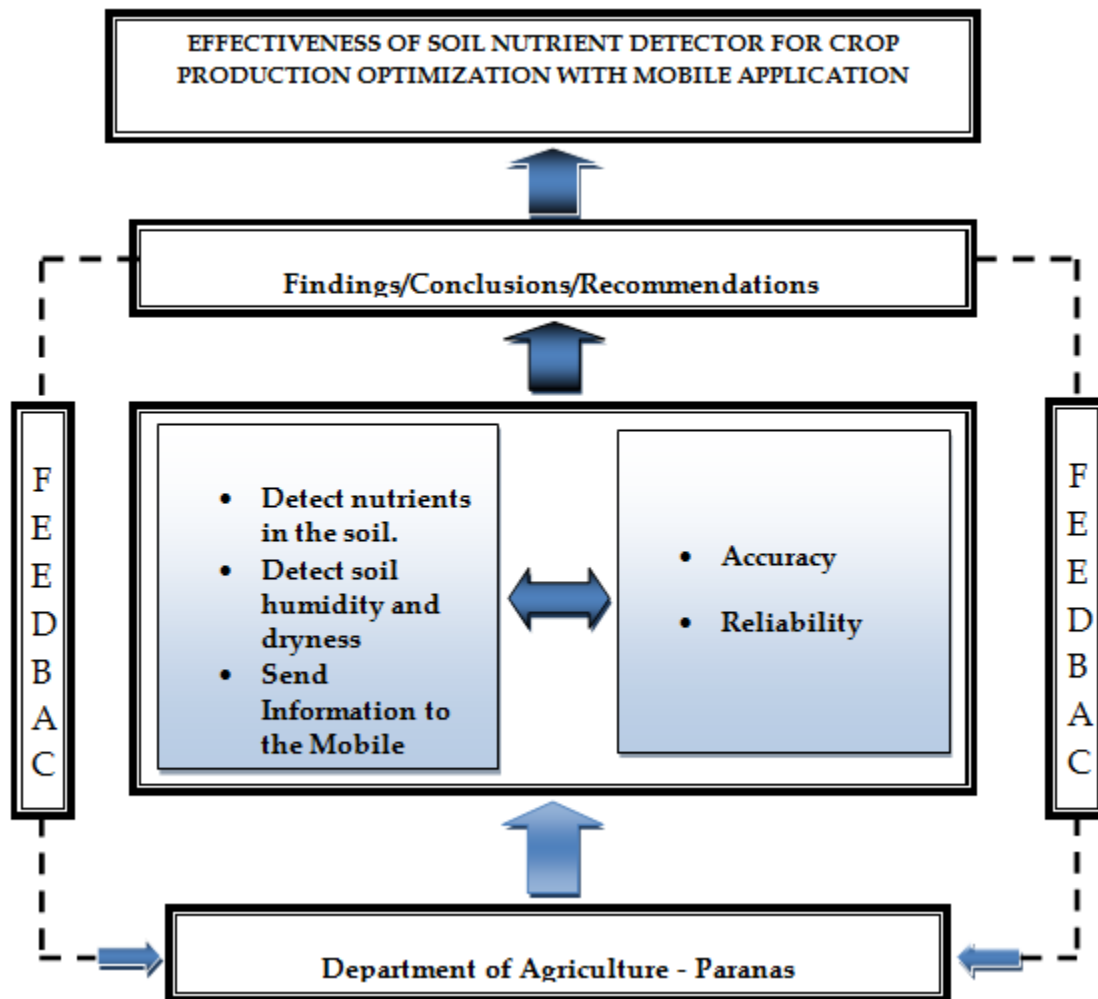 EFFECTIVENESS OF SOIL NUTRIENT DETECTOR FOR CROP
PRODUCTION OPTIMIZATION WITH MOBILE APPLICATION
Findings/Conclusions/Recommendations
F
E
E
D
B
A
C
• Detect nutrients
in the soil.
• Detect soil
humidity and
dryness
• Send
Information to
the Mobile
• Accuracy
• Reliability
F
E
E
D
B
A
C
Department of Agriculture - Paranas